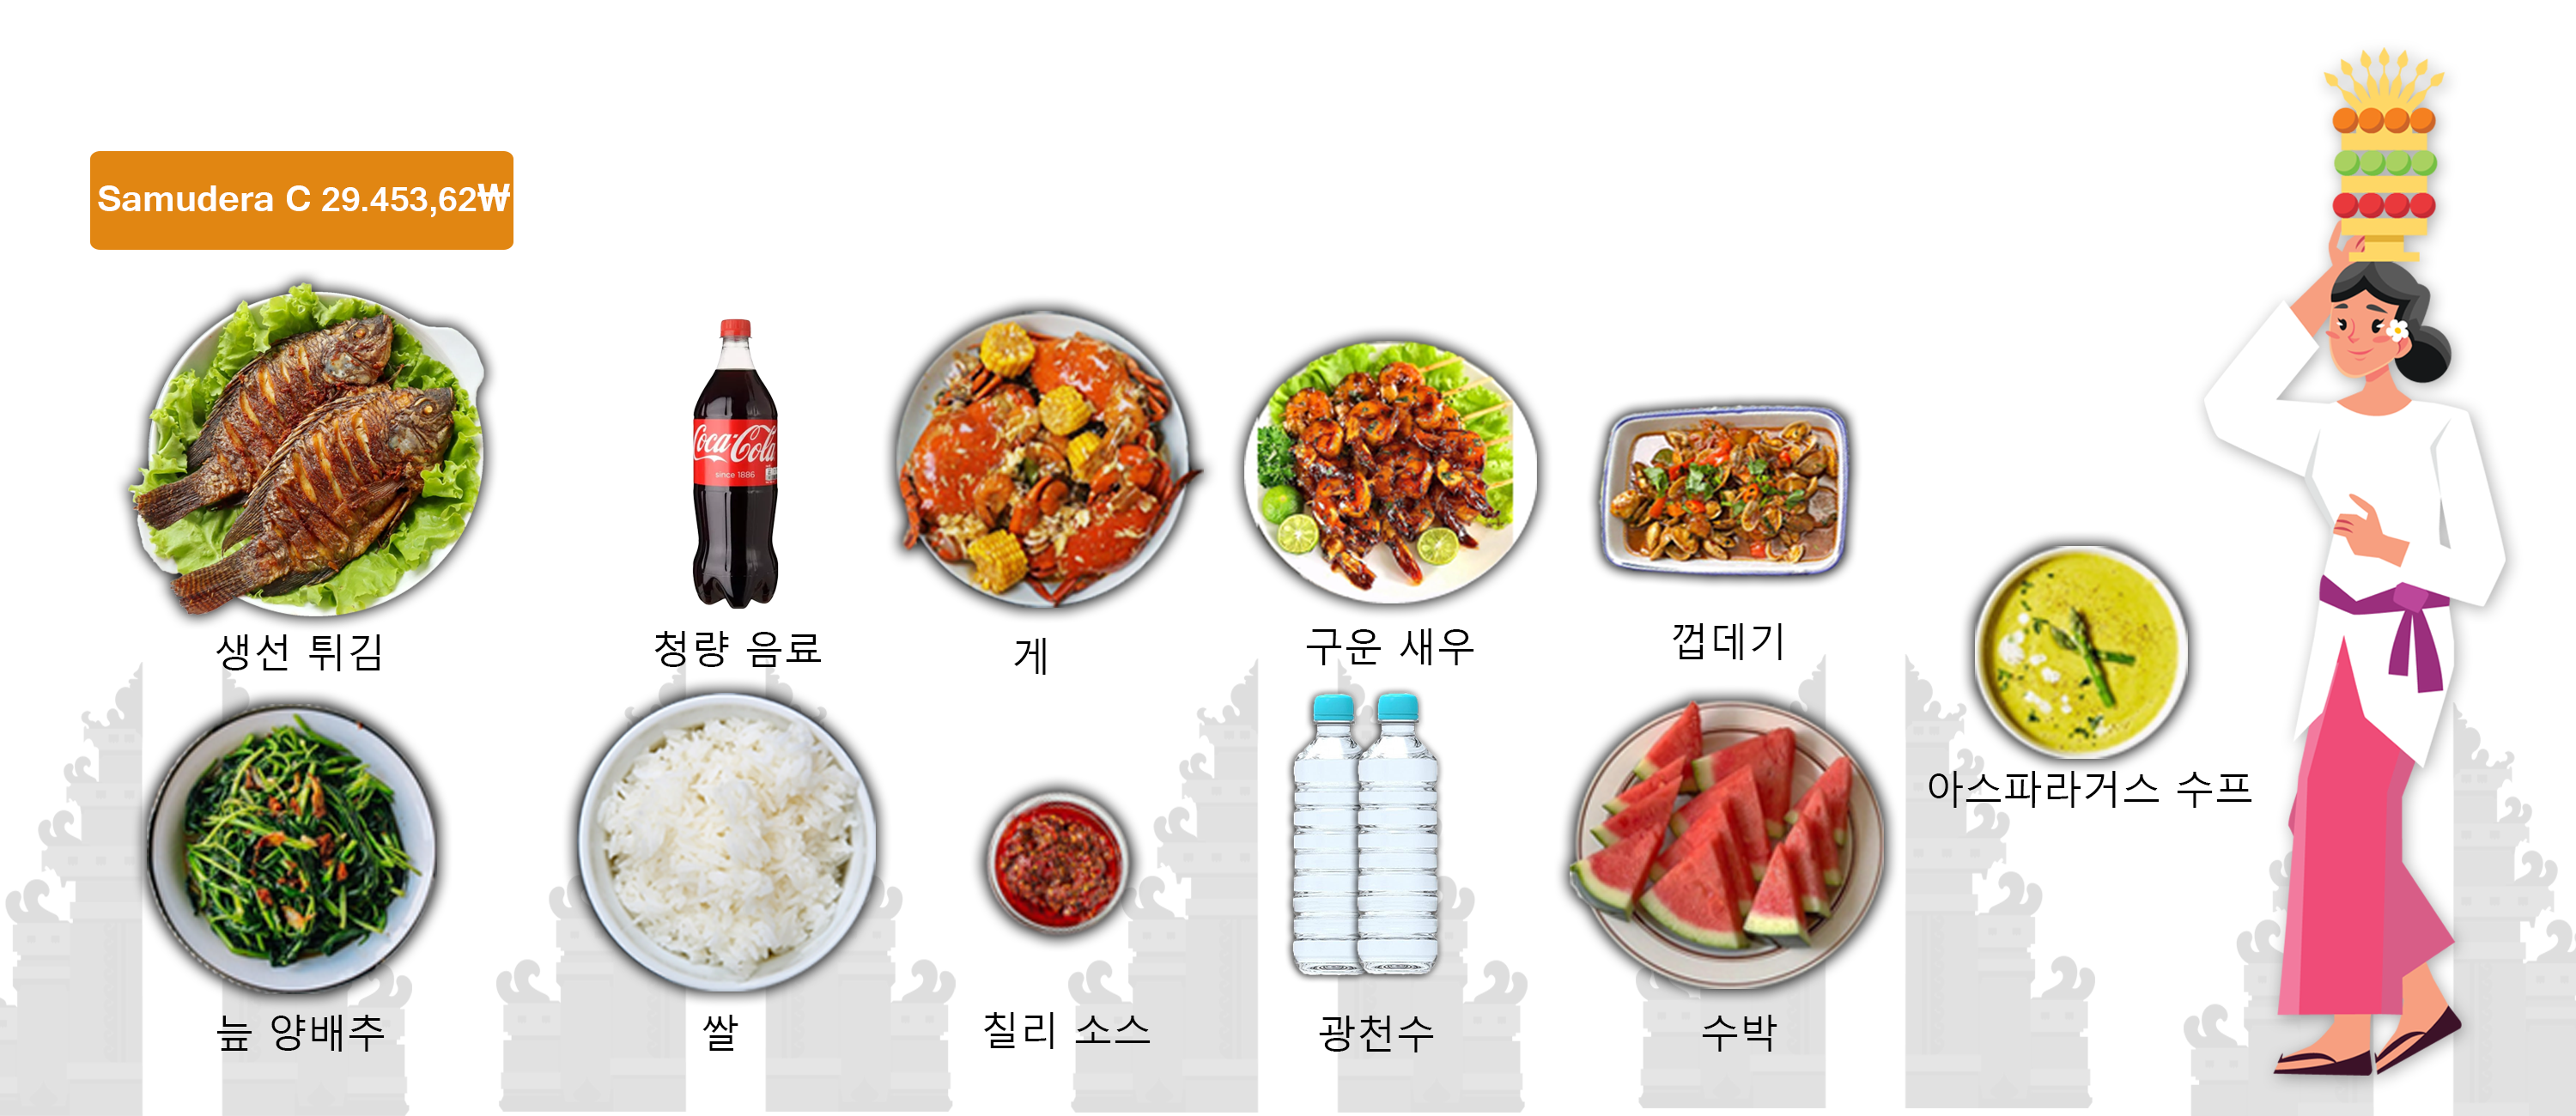 Samudera C 29.453,62₩
Coca-Cola
since 1886
생선 튀김
청량 음료
게
구운 새우
껍데기
아스파라거스 수프
늪 양배추
쌀
칠리 소스
광천수
수박